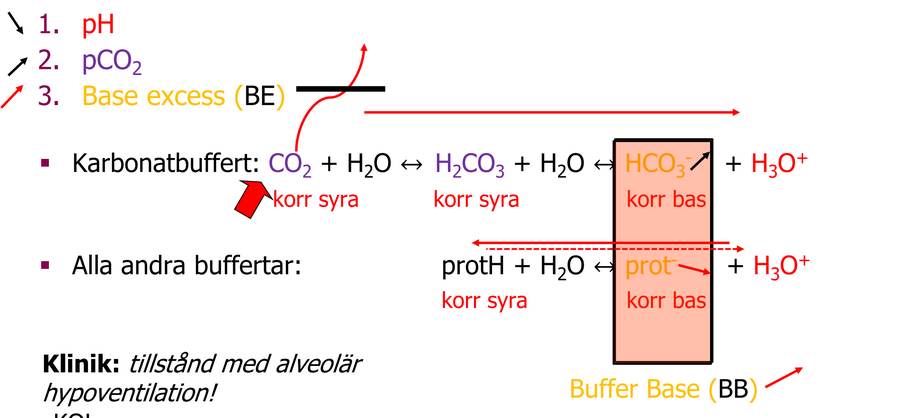 1. pH
2. pCO₂
3. Base excess (BE)
▪ Karbonatbuffert: CO₂ + H₂O ↔ H₂CO₃ + H₂O ↔ HCO₃⁻ + H₃O⁺
korr syra korr syra korr bas
▪ Alla andra buffertar: protH + H₂O ↔ prot⁻ + H₃O⁺
korr syra korr bas
Klinik: tillstånd med alveolär
hypoventilation!
Buffer Base (BB)